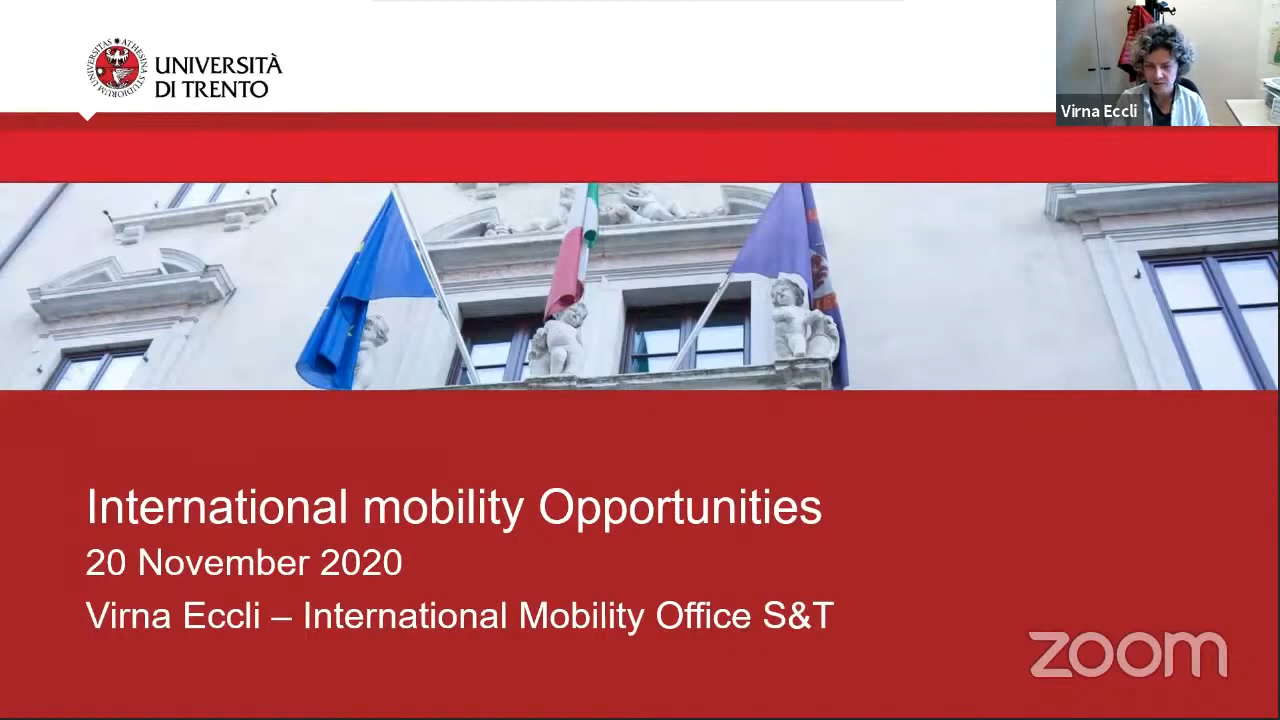 UNIVERSITÀ
DI TRENTO
Virna Eccli
International mobility Opportunities
20 November 2020
Virna Eccli – International Mobility Office S&T
zoom